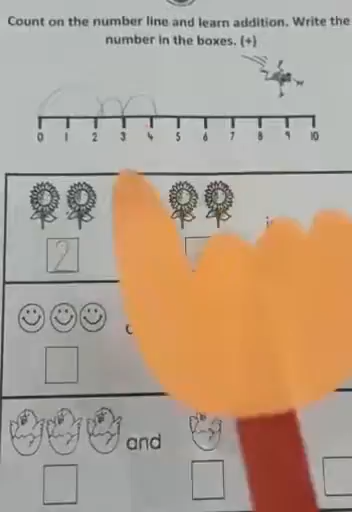 Count on the number line and learn addition. Write the
number in the boxes. (+)
0 1 2 3 4 5 6 7 8 9 10
2
and